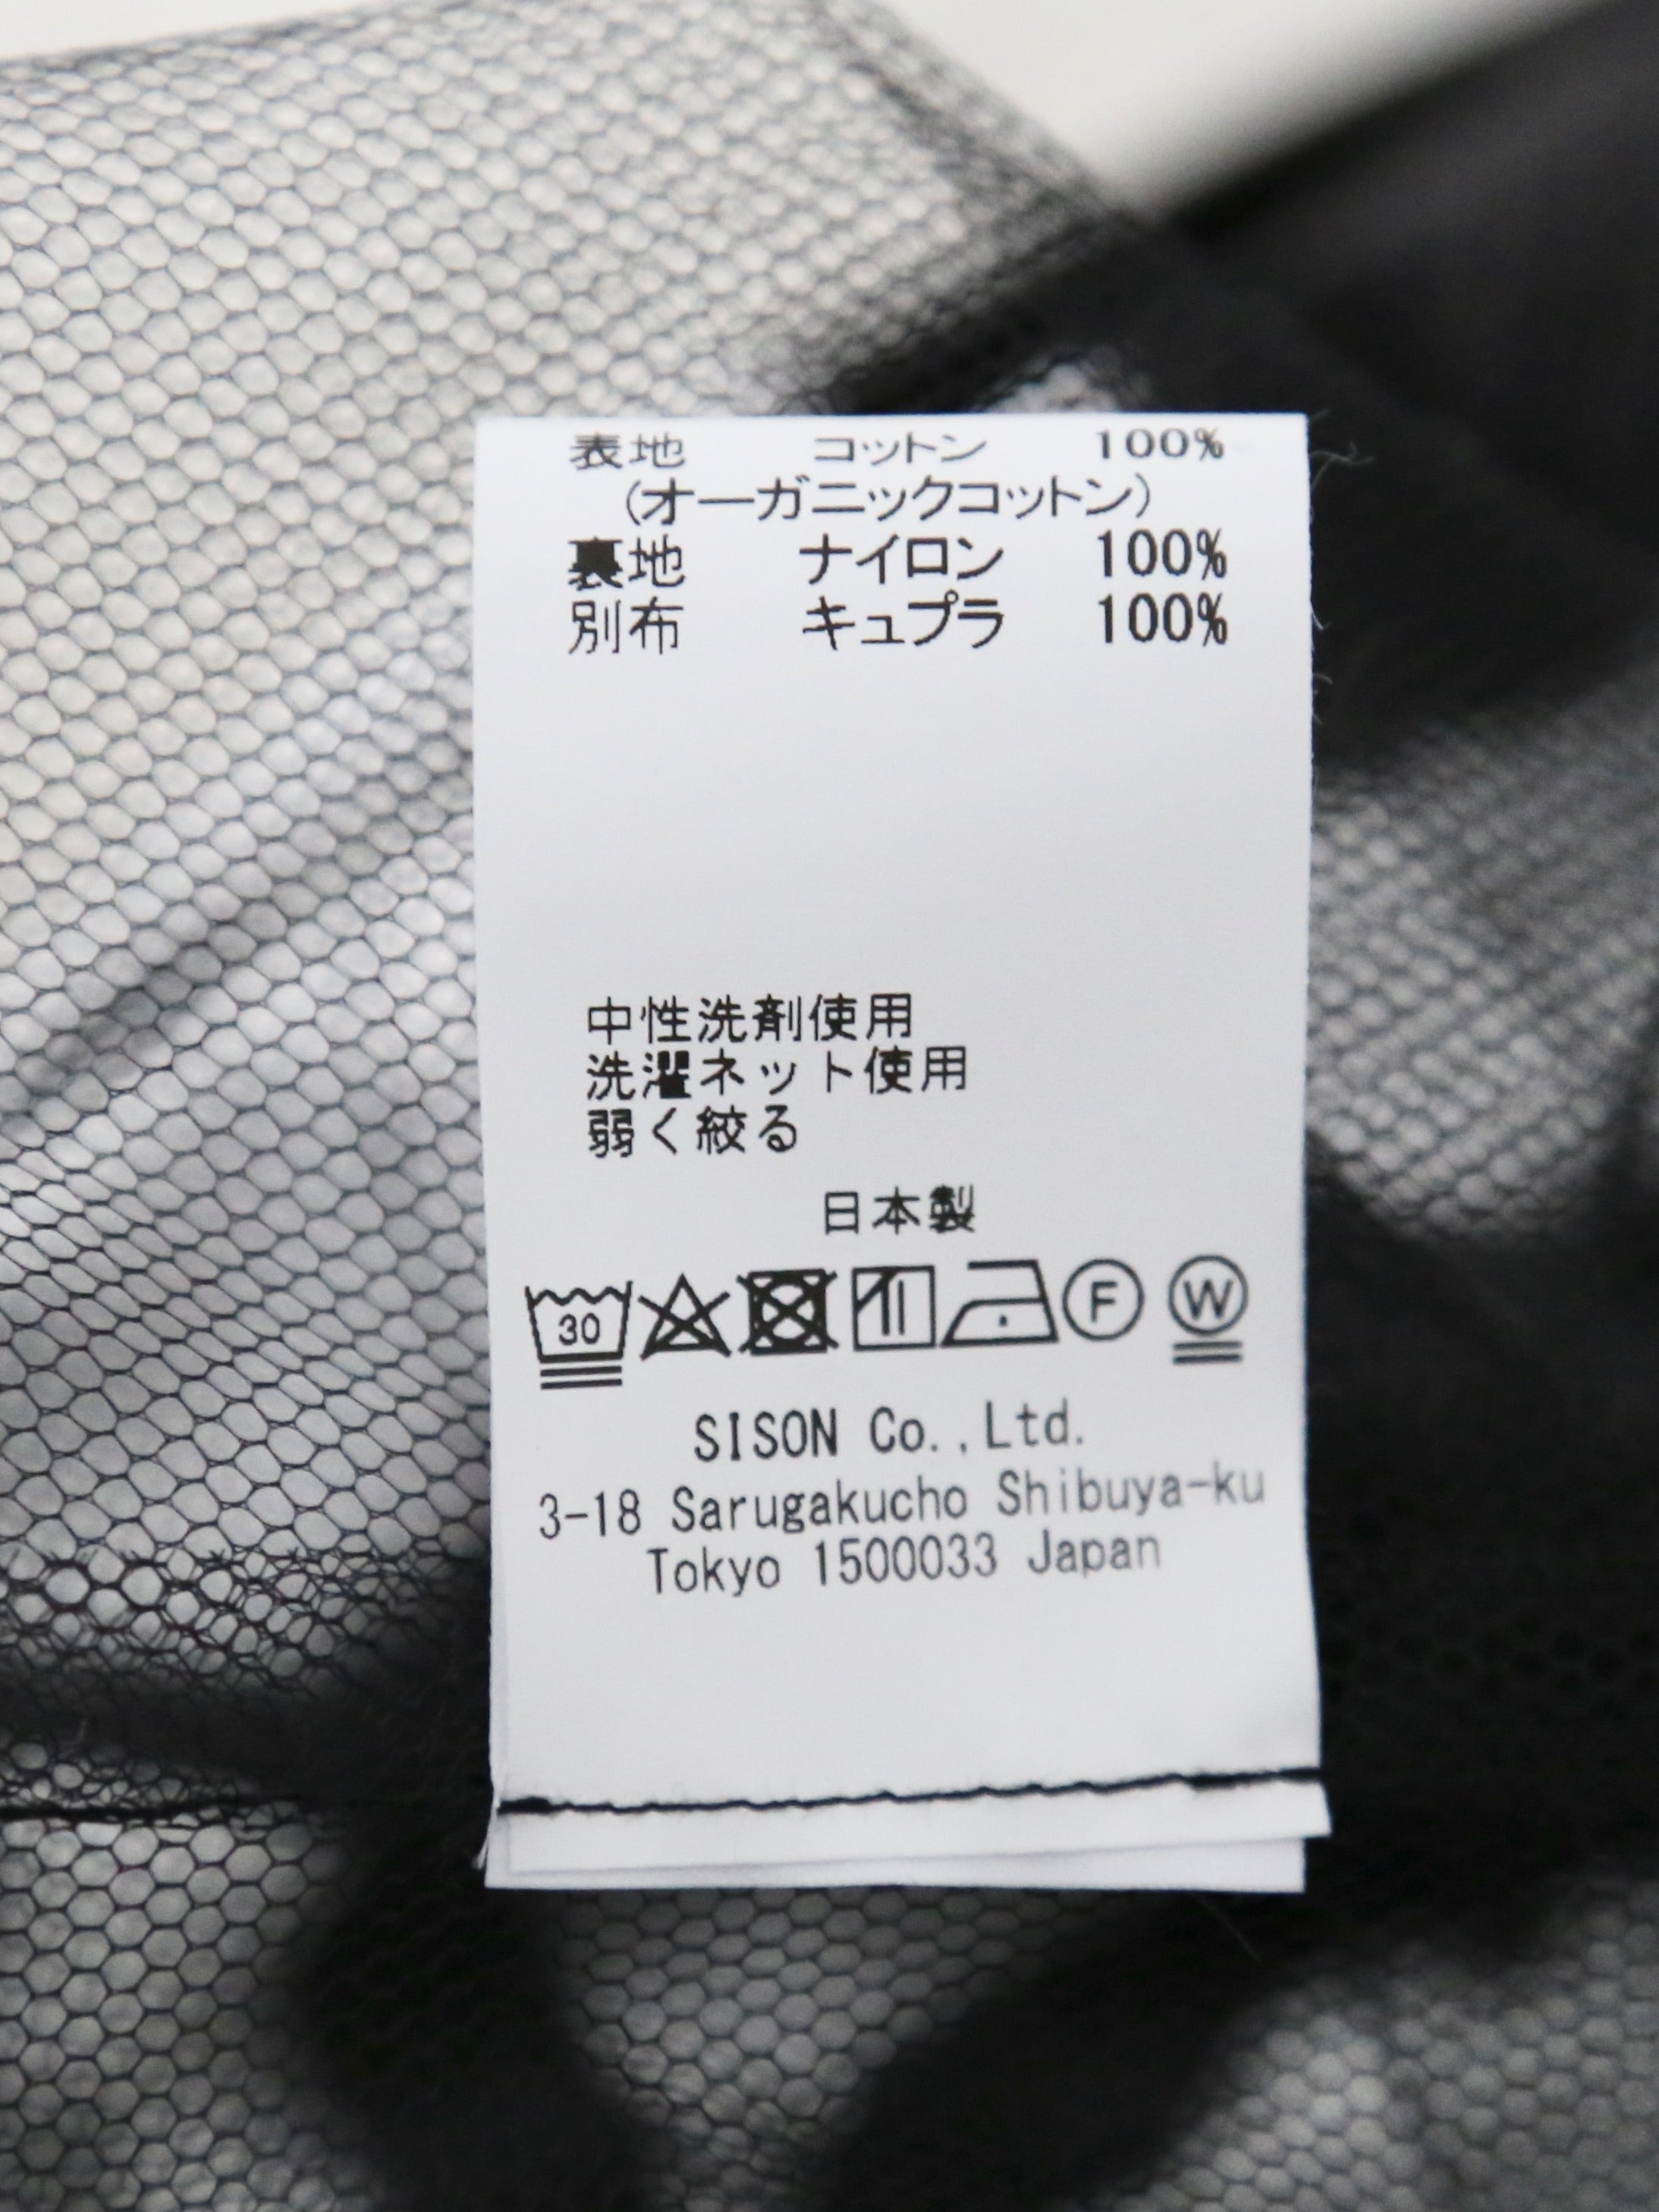 表地 コットン 100%
(オーガニックコットン)
裏地 ナイロン 100%
別布 キュプラ 100%
中性洗剤使用
洗濯ネット使用
弱く絞る
日本製
30 F W
SISON Co.,Ltd.
3-18 Sarugakucho Shibuya-ku
Tokyo 1500033 Japan